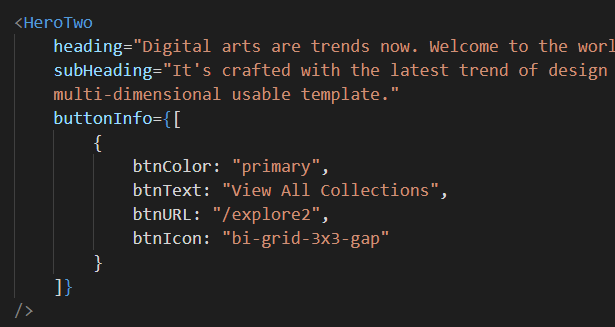 <HeroTwo
heading="Digital arts are trends now. Welcome to the
subHeading="It's crafted with the latest trend of design
multi-dimensional usable template."
buttonInfo={[
{
btnColor: "primary",
btnText: "View All Collections",
btnURL: "/explore2",
btnIcon: "bi-grid-3x3-gap"
}
]}
/>